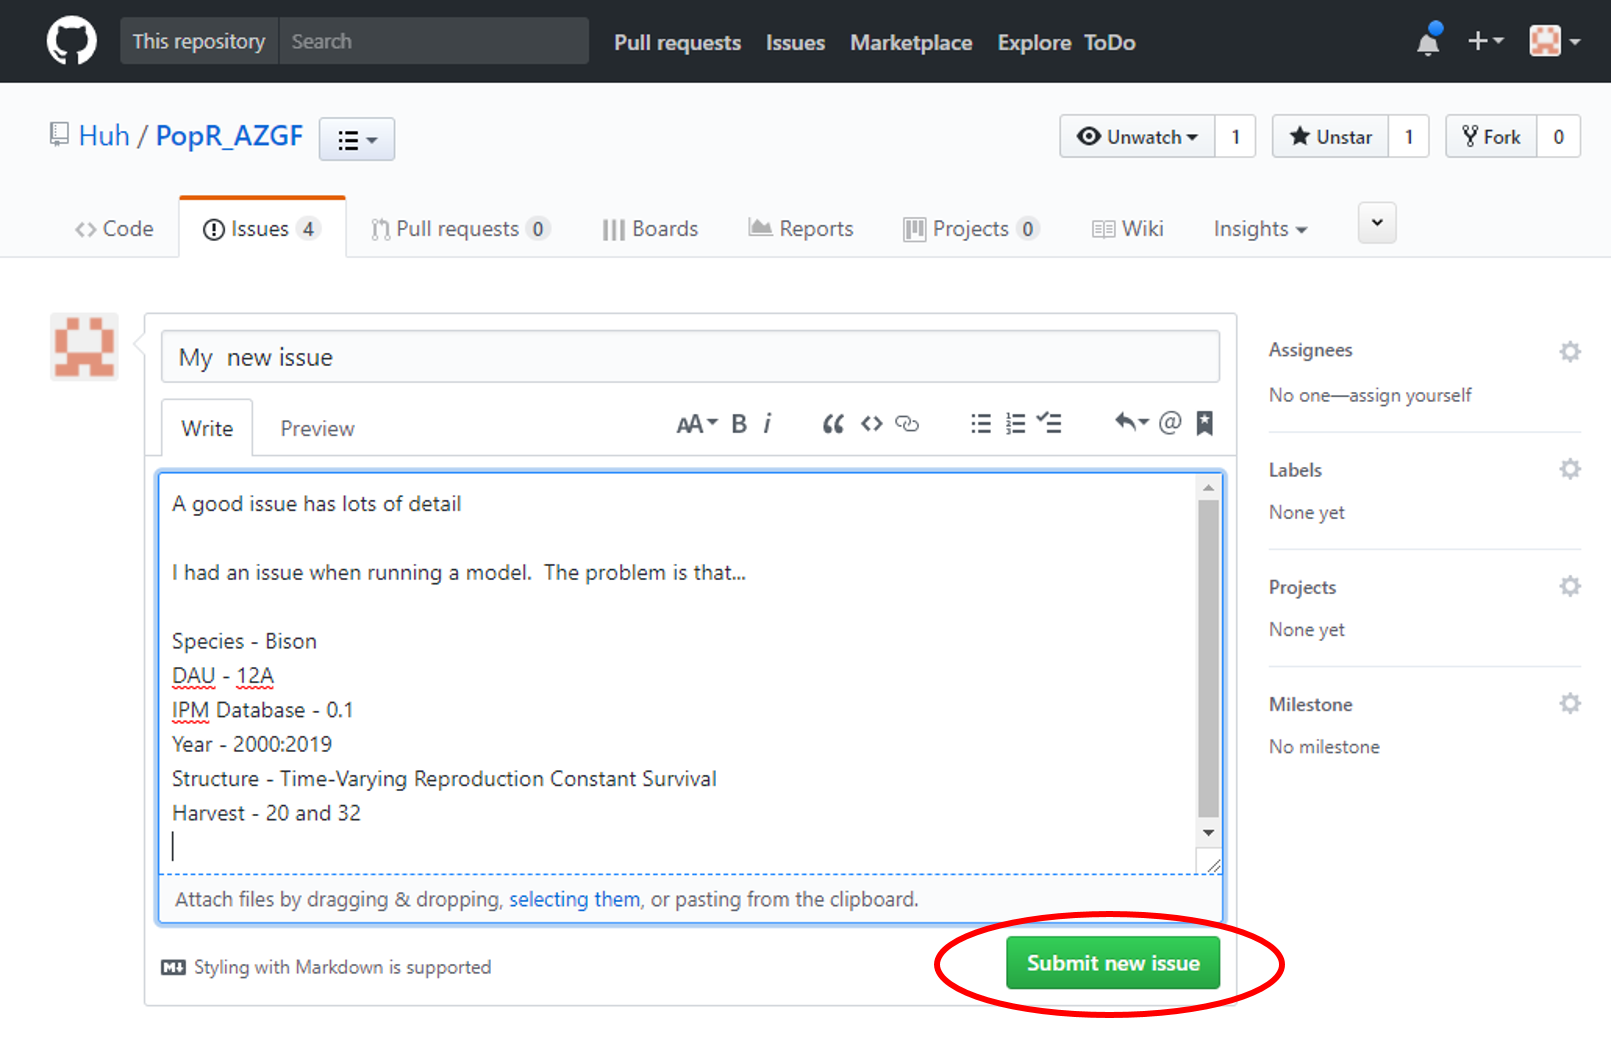 This repository Search Pull requests Issues Marketplace Explore ToDo
Huh / PopR_AZGF Unwatch 1 Unstar 1 Fork 0
Code Issues 4 Pull requests 0 Boards Reports Projects 0 Wiki Insights
My  new issue
Write Preview AA B i
A good issue has lots of detail
I had an issue when running a model.  The problem is that...
Species - Bison
DAU - 12A
IPM Database - 0.1
Year - 2000:2019
Structure - Time-Varying Reproduction Constant Survival
Harvest - 20 and 32
Attach files by dragging & dropping, selecting them, or pasting from the clipboard.
Styling with Markdown is supported
Submit new issue
Assignees
No one—assign yourself
Labels
None yet
Projects
None yet
Milestone
No milestone